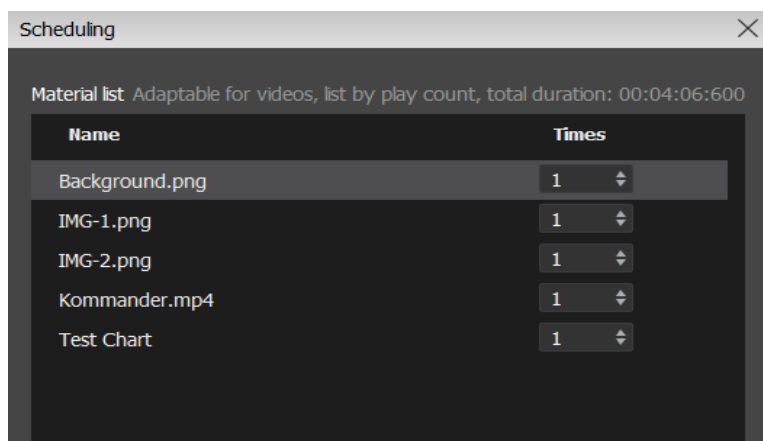 Scheduling
Material list Adaptable for videos, list by play count, total duration: 00:04:06:600
Name Times
Background.png 1
IMG-1.png 1
IMG-2.png 1
Kommander.mp4 1
Test Chart 1